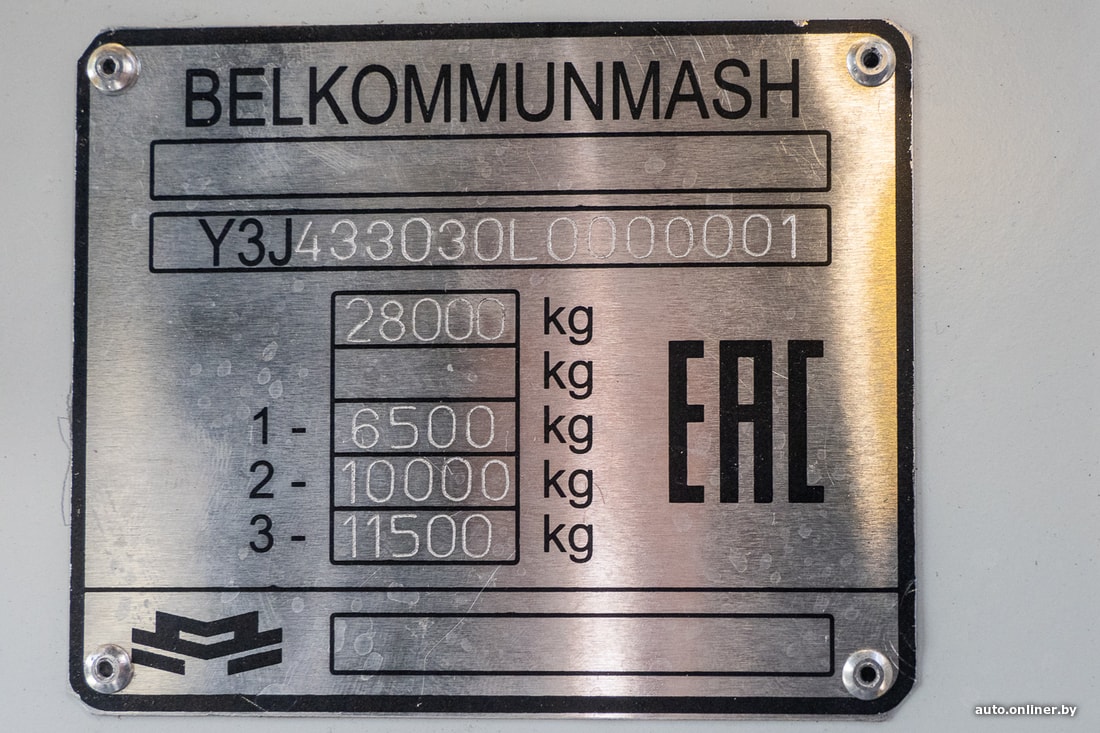 BELKOMMUNMASH
Y3J433030L0000001
28000 kg
kg
1 - 6500 kg
2 - 10000 kg
3 - 11500 kg
EAC
auto.onliner.by